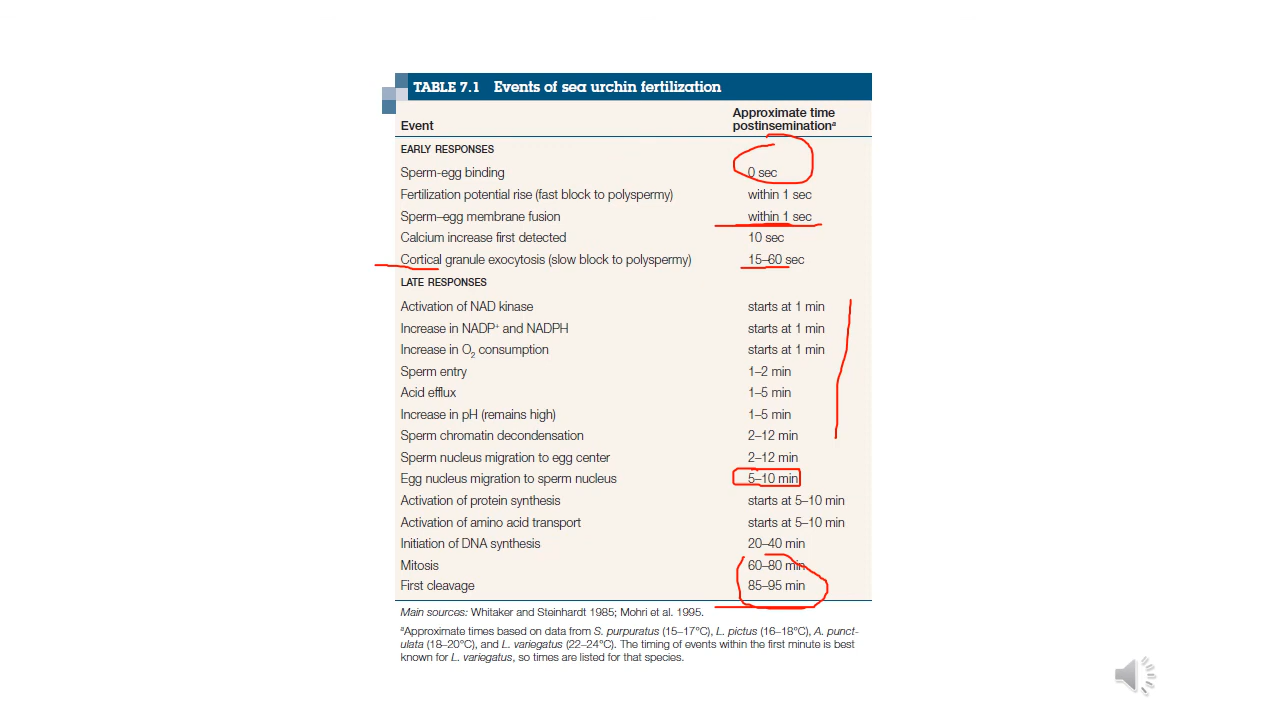 TABLE 7.1 Events of sea urchin fertilization
Event Approximate time postinseminationᵃ
EARLY RESPONSES
Sperm-egg binding 0 sec
Fertilization potential rise (fast block to polyspermy) within 1 sec
Sperm–egg membrane fusion within 1 sec
Calcium increase first detected 10 sec
Cortical granule exocytosis (slow block to polyspermy) 15–60 sec
LATE RESPONSES
Activation of NAD kinase starts at 1 min
Increase in NADP⁺ and NADPH starts at 1 min
Increase in O₂ consumption starts at 1 min
Sperm entry 1–2 min
Acid efflux 1–5 min
Increase in pH (remains high) 1–5 min
Sperm chromatin decondensation 2–12 min
Sperm nucleus migration to egg center 2–12 min
Egg nucleus migration to sperm nucleus 5–10 min
Activation of protein synthesis starts at 5–10 min
Activation of amino acid transport starts at 5–10 min
Initiation of DNA synthesis 20–40 min
Mitosis 60–80 min
First cleavage 85–95 min
Main sources: Whitaker and Steinhardt 1985; Mohri et al. 1995.
ᵃApproximate times based on data from S. purpuratus (15–17°C), L. pictus (16–18°C), A. punct-
ulata (18–20°C), and L. variegatus (22–24°C). The timing of events within the first minute is best
known for L. variegatus, so times are listed for that species.